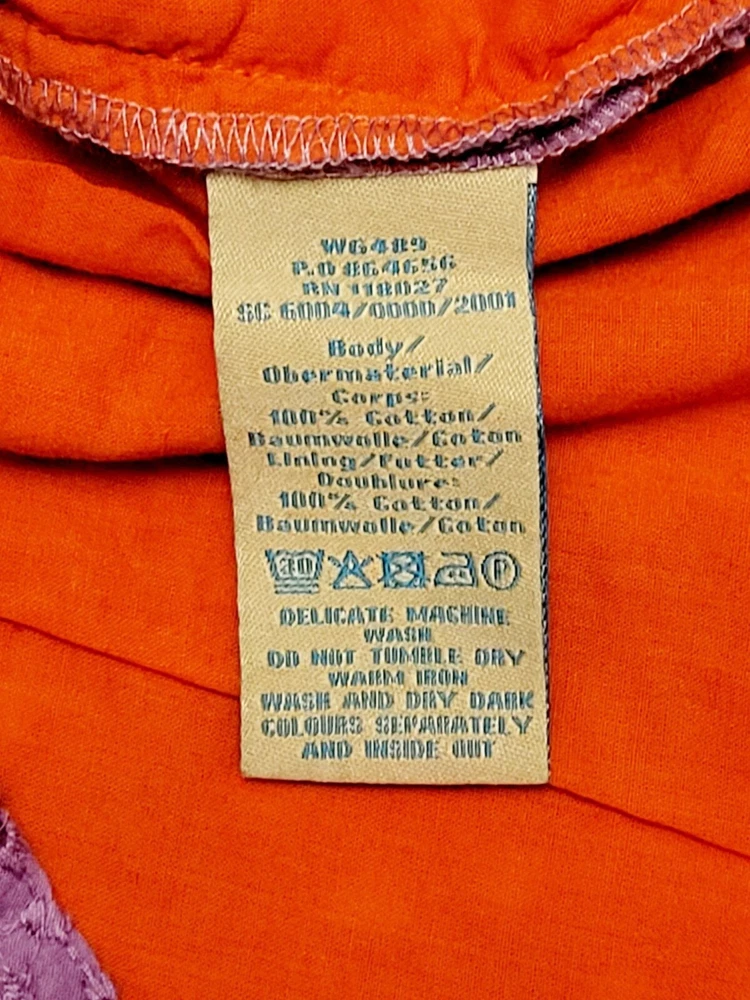 WG489
P.O 864656
RN 118027
SC 6004/0000/2001
Body/
Obermaterial/
Corps:
100% Cotton/
Baumwolle/Coton
Lining/Futter/
Doublure:
100% Cotton/
Baumwolle/Coton
30 P
DELICATE MACHINE
WASH
DO NOT TUMBLE DRY
WARM IRON
WASH AND DRY DARK
COLOURS SEPARATELY
AND INSIDE OUT